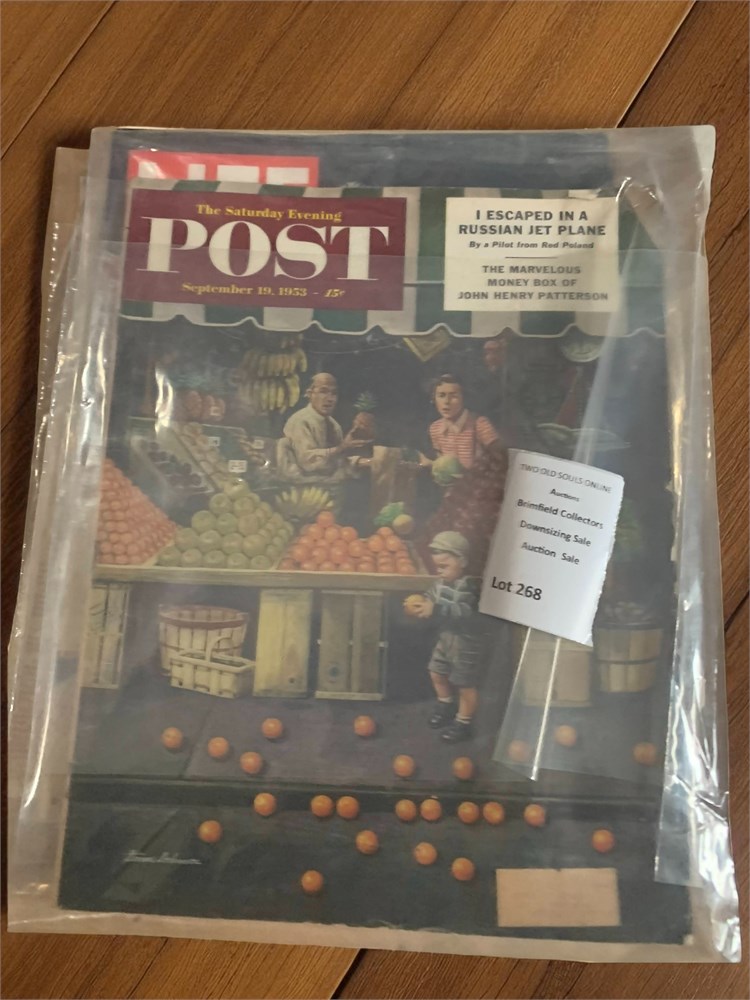 LIFE
The Saturday Evening
POST
September 19, 1953 - 15¢
I ESCAPED IN A
RUSSIAN JET PLANE
By a Pilot from Red Poland
THE MARVELOUS
MONEY BOX OF
JOHN HENRY PATTERSON
TWO OLD SOULS ONLINE
Auctions
Brimfield Collectors
Downsizing Sale
Auction Sale
Lot 268